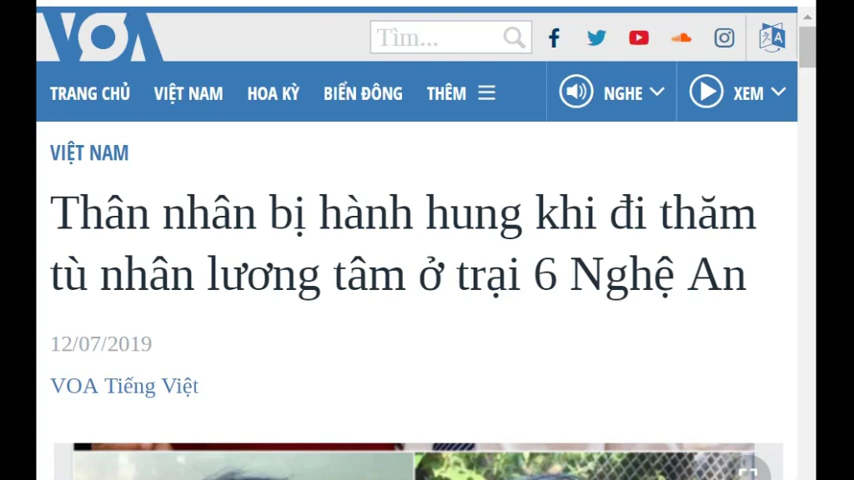 VOA
Tìm...
TRANG CHỦ VIỆT NAM HOA KỲ BIỂN ĐÔNG THÊM NGHE XEM
VIỆT NAM
Thân nhân bị hành hung khi đi thăm
tù nhân lương tâm ở trại 6 Nghệ An
12/07/2019
VOA Tiếng Việt